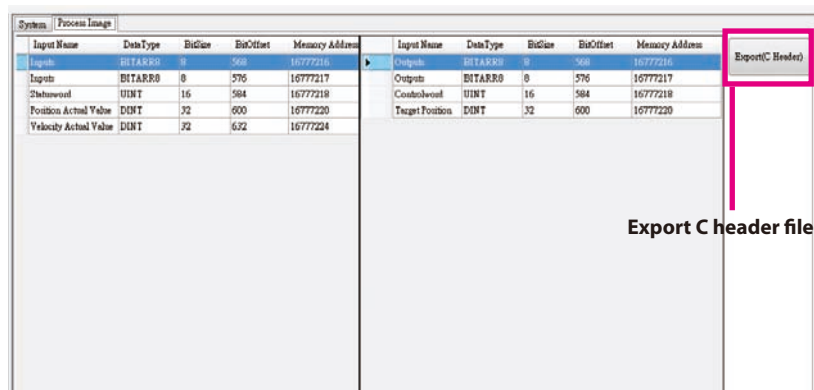 System Process Image
Input Name DataType BitSize BitOffset Memory Addres Input Name DataType BitSize BitOffset Memory Address Export(C Header)
Inputs BITARR8 8 568 16777216 Outputs BITARR8 8 568 16777216
Inputs BITARR8 8 576 16777217 Outputs BITARR8 8 576 16777217
Statusword UINT 16 584 16777218 Controlword UINT 16 584 16777218
Position Actual Value DINT 32 600 16777220 Target Position DINT 32 600 16777220
Velocity Actual Value DINT 32 632 16777224
Export C header file